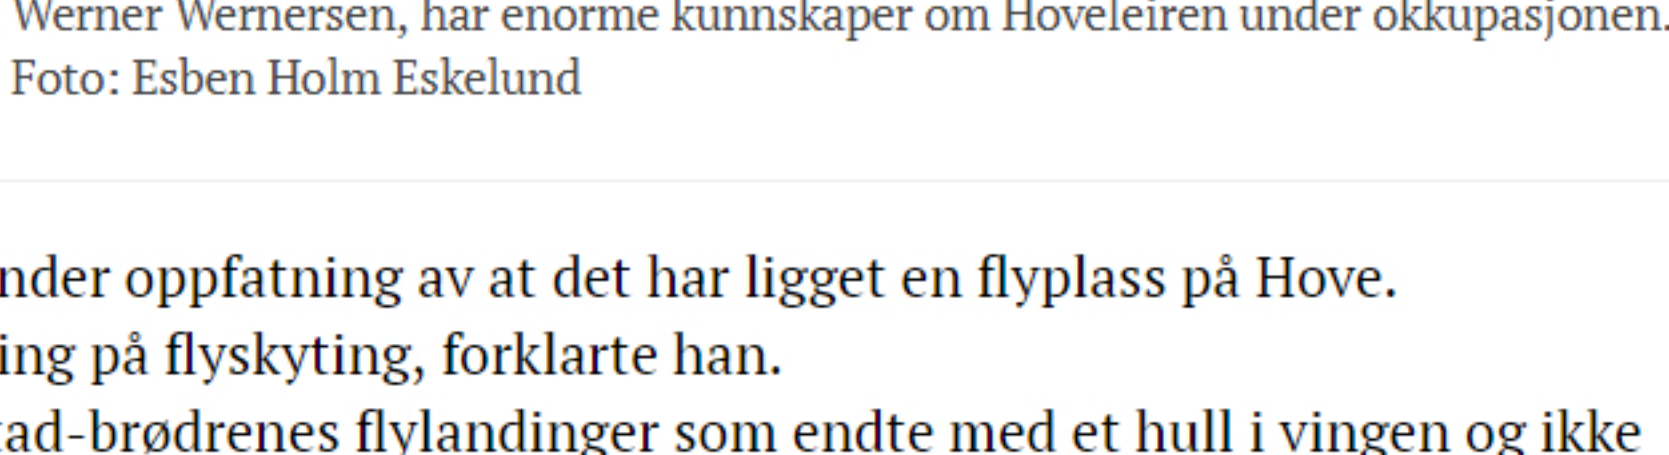 Werner Wernersen, har enorme kunnskaper om Hoveleiren under okkupasjonen.
Foto: Esben Holm Eskelund
nder oppfatning av at det har ligget en flyplass på Hove.
ing på flyskyting, forklarte han.
tad-brødrenes flylandinger som endte med et hull i vingen og ikke